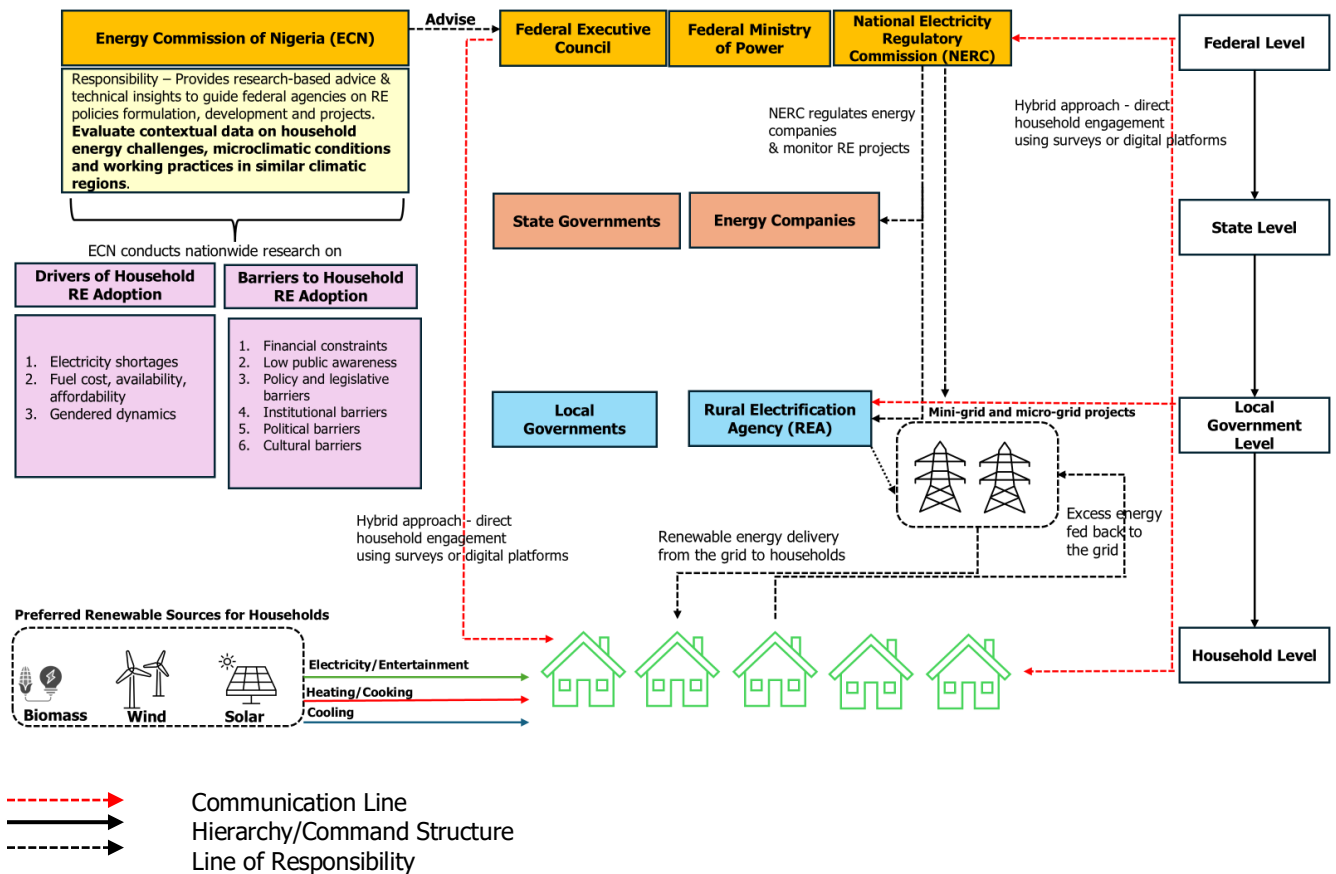 Energy Commission of Nigeria (ECN)
Advise
Federal Executive
Council
Federal Ministry
of Power
National Electricity
Regulatory
Commission (NERC)
Federal Level
Responsibility – Provides research-based advice &
technical insights to guide federal agencies on RE
policies formulation, development and projects.
Evaluate contextual data on household
energy challenges, microclimatic conditions
and working practices in similar climatic
regions.
NERC regulates energy
companies
& monitor RE projects
Hybrid approach - direct
household engagement
using surveys or digital platforms
State Governments
Energy Companies
State Level
ECN conducts nationwide research on
Drivers of Household
RE Adoption
Barriers to Household
RE Adoption
1. Electricity shortages
2. Fuel cost, availability,
affordability
3. Gendered dynamics
1. Financial constraints
2. Low public awareness
3. Policy and legislative
barriers
4. Institutional barriers
5. Political barriers
6. Cultural barriers
Local
Governments
Rural Electrification
Agency (REA)
Mini-grid and micro-grid projects
Local
Government
Level
Hybrid approach - direct
household engagement
using surveys or digital platforms
Renewable energy delivery
from the grid to households
Excess energy
fed back to
the grid
Preferred Renewable Sources for Households
Biomass
Wind
Solar
Electricity/Entertainment
Heating/Cooking
Cooling
Household Level
Communication Line
Hierarchy/Command Structure
Line of Responsibility